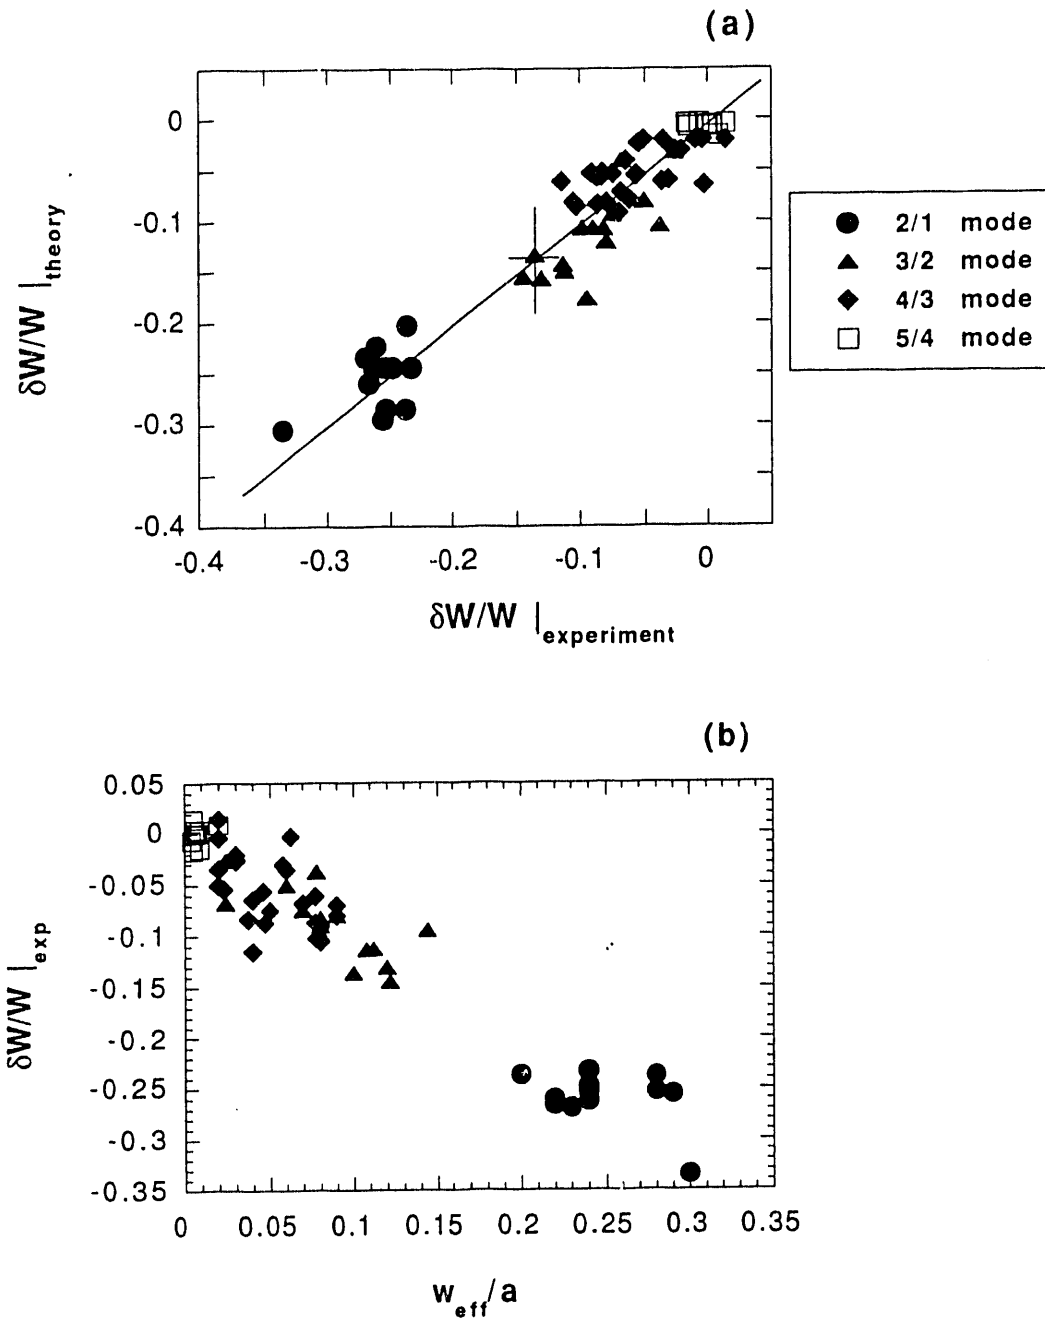 (a)
0
-0.1
-0.2
-0.3
-0.4
δW/W |theory
-0.4 -0.3 -0.2 -0.1 0
δW/W |experiment
2/1 mode
3/2 mode
4/3 mode
5/4 mode
(b)
0.05
0
-0.05
-0.1
-0.15
-0.2
-0.25
-0.3
-0.35
δW/W |exp
0 0.05 0.1 0.15 0.2 0.25 0.3 0.35
weff/a